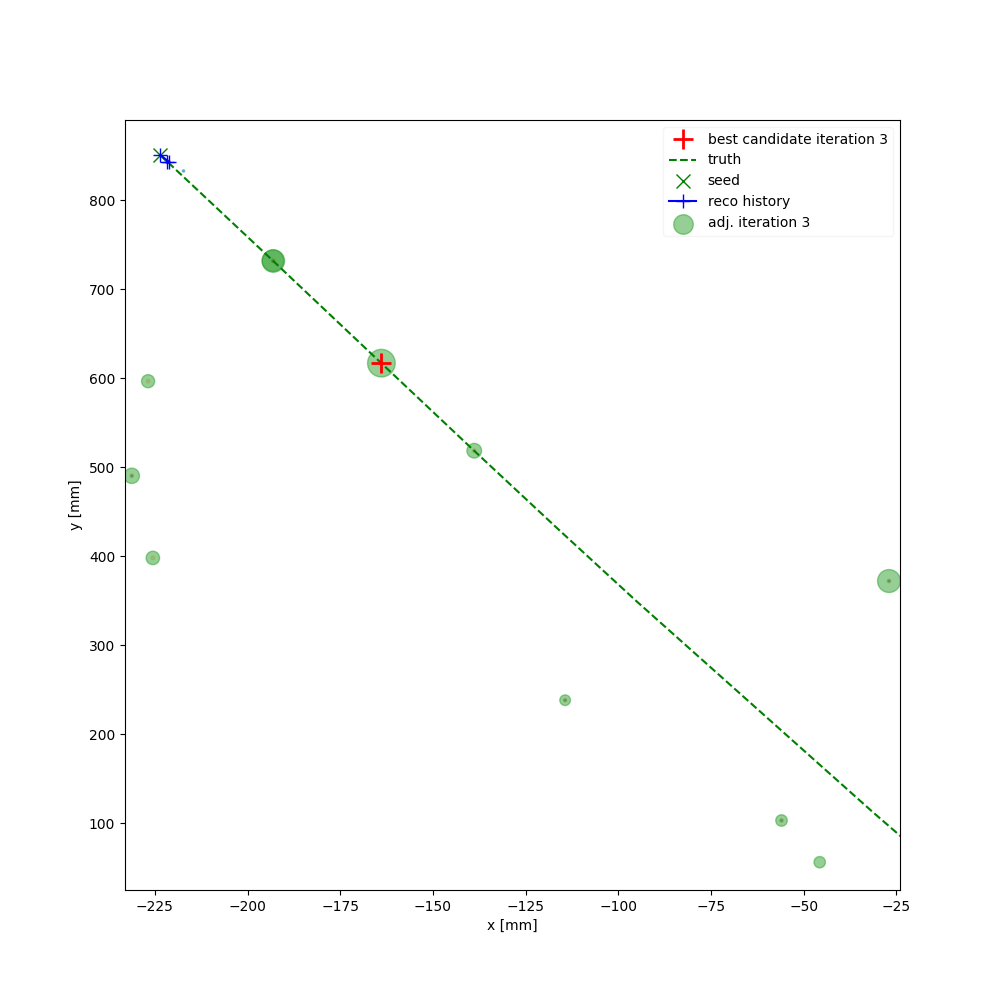 best candidate iteration 3
truth
seed
reco history
adj. iteration 3
800
700
600
500
400
300
200
100
y [mm]
−225 −200 −175 −150 −125 −100 −75 −50 −25
x [mm]